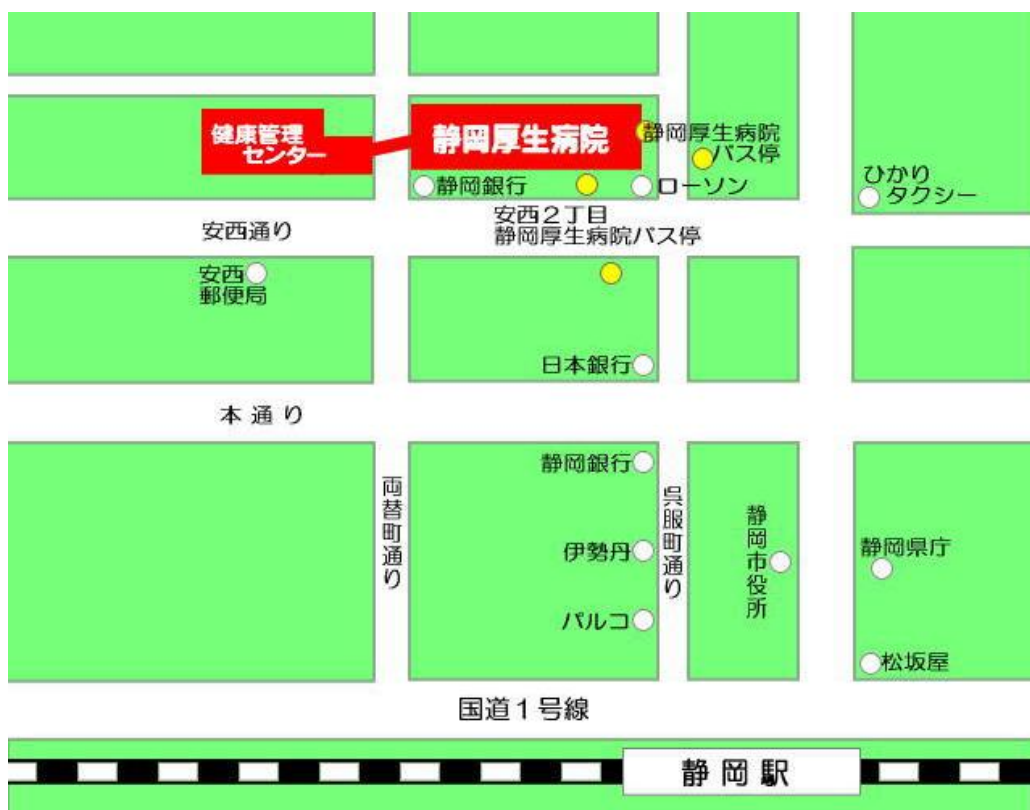 健康管理
センター
静岡厚生病院
静岡厚生病院
バス停
静岡銀行
ローソン
ひかり
タクシー
安西通り
安西２丁目
静岡厚生病院バス停
安西
郵便局
日本銀行
本通り
静岡銀行
両替町通り
呉服町通り
伊勢丹
静岡市役所
静岡県庁
パルコ
松坂屋
国道１号線
静岡駅